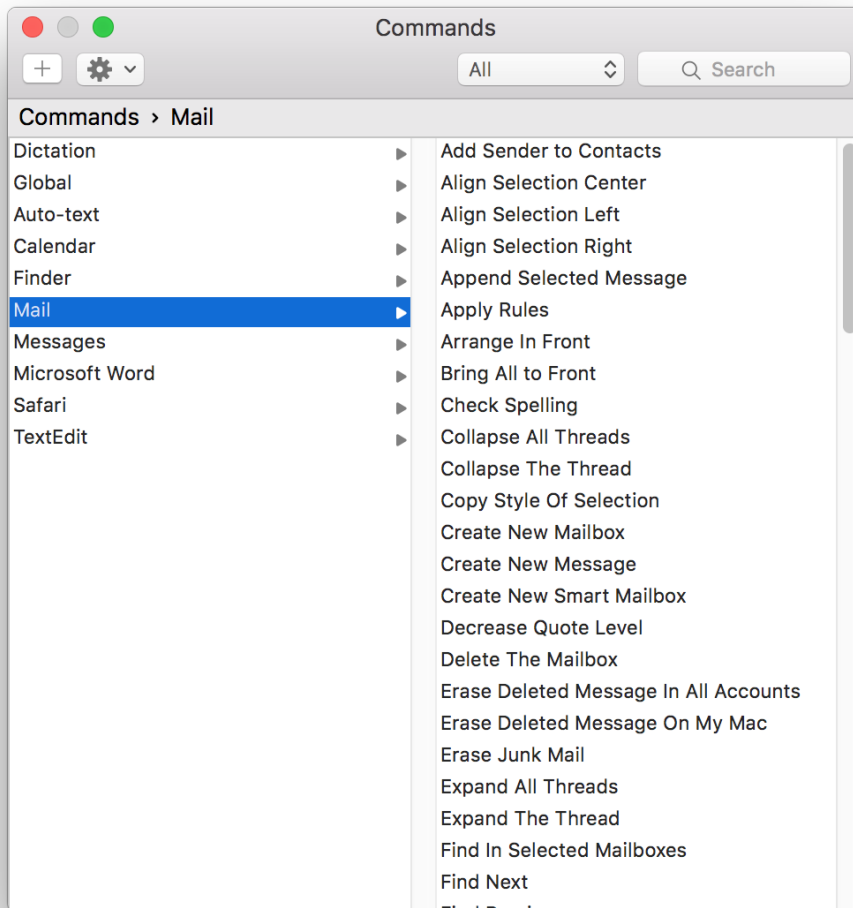 Commands
All
Search
Commands › Mail
Dictation
Global
Auto-text
Calendar
Finder
Mail
Messages
Microsoft Word
Safari
TextEdit
Add Sender to Contacts
Align Selection Center
Align Selection Left
Align Selection Right
Append Selected Message
Apply Rules
Arrange In Front
Bring All to Front
Check Spelling
Collapse All Threads
Collapse The Thread
Copy Style Of Selection
Create New Mailbox
Create New Message
Create New Smart Mailbox
Decrease Quote Level
Delete The Mailbox
Erase Deleted Message In All Accounts
Erase Deleted Message On My Mac
Erase Junk Mail
Expand All Threads
Expand The Thread
Find In Selected Mailboxes
Find Next